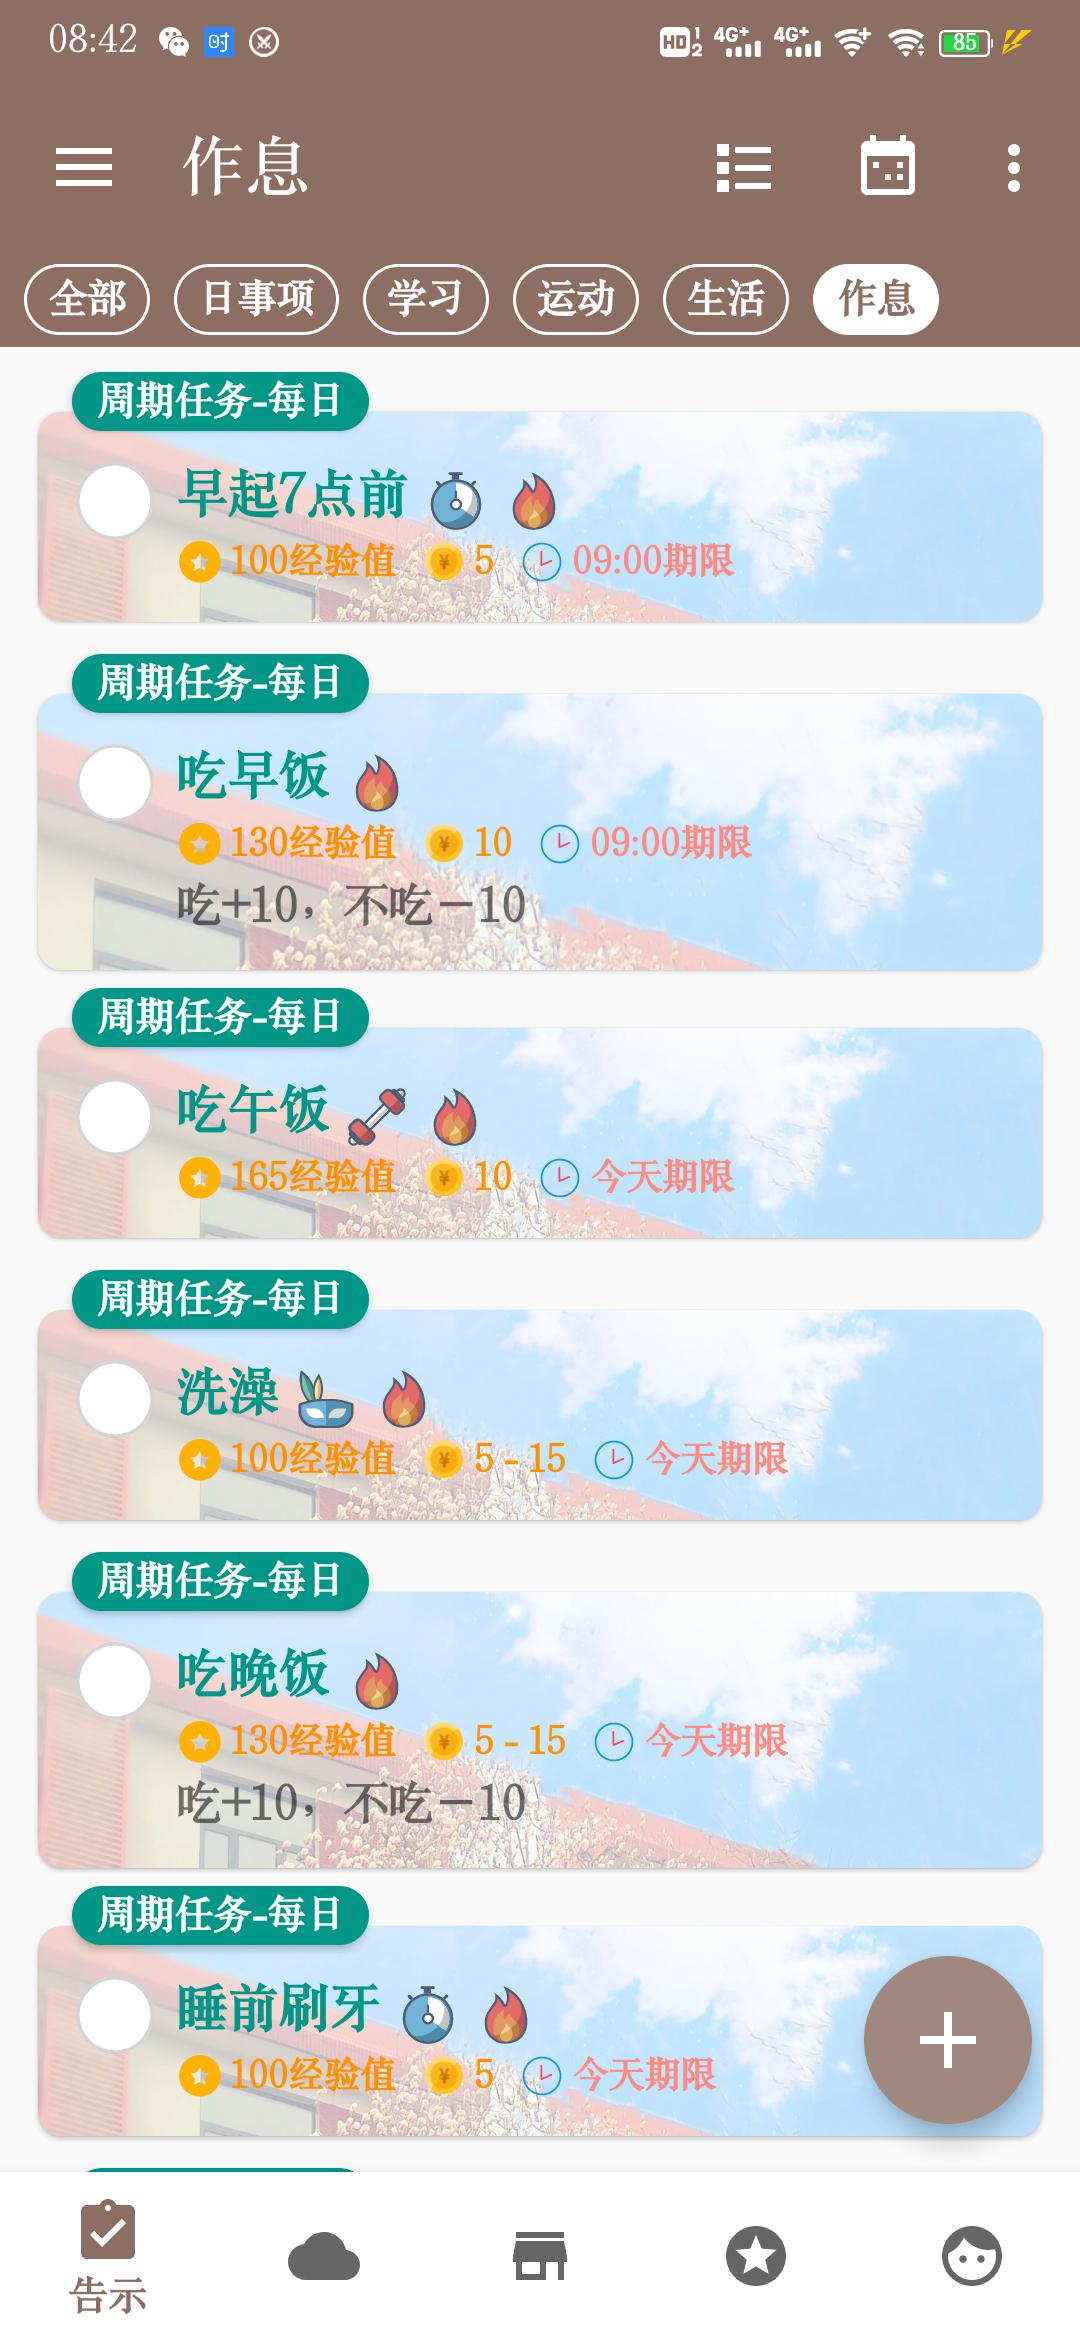 08:42 时 HD 1 2 4G+ 4G+ 85
作息
全部 日事项 学习 运动 生活 作息
周期任务-每日
早起7点前
100经验值 ¥ 5 09:00期限
周期任务-每日
吃早饭
130经验值 ¥ 10 09:00期限
吃+10，不吃－10
周期任务-每日
吃午饭
165经验值 ¥ 10 今天期限
周期任务-每日
洗澡
100经验值 ¥ 5 - 15 今天期限
周期任务-每日
吃晚饭
130经验值 ¥ 5 - 15 今天期限
吃+10，不吃－10
周期任务-每日
睡前刷牙
100经验值 ¥ 5 今天期限
告示